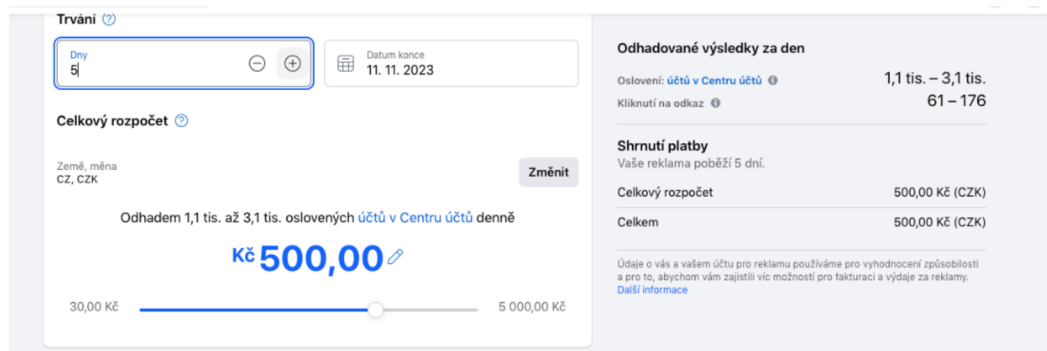 Trvání
Dny
5
Datum konce
11. 11. 2023
Celkový rozpočet
Země, měna
CZ, CZK
Změnit
Odhadem 1,1 tis. až 3,1 tis. oslovených účtů v Centru účtů denně
Kč500,00
30,00 Kč
5 000,00 Kč
Odhadované výsledky za den
Oslovení: účtů v Centru účtů 1,1 tis. – 3,1 tis.
Kliknutí na odkaz 61 – 176
Shrnutí platby
Vaše reklama poběží 5 dní.
Celkový rozpočet 500,00 Kč (CZK)
Celkem 500,00 Kč (CZK)
Údaje o vás a vašem účtu pro reklamu používáme pro vyhodnocení způsobilosti
a pro to, abychom vám zajistili víc možností pro fakturaci a výdaje za reklamy.
Další informace